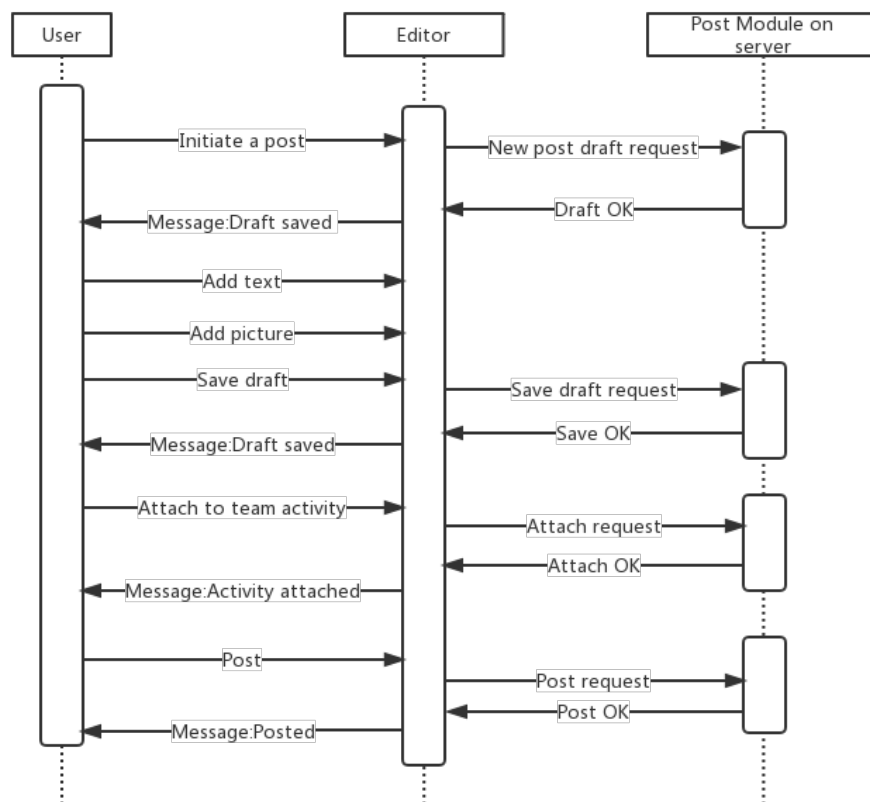 User
Editor
Post Module on
server
Initiate a post
New post draft request
Draft OK
Message:Draft saved
Add text
Add picture
Save draft
Save draft request
Save OK
Message:Draft saved
Attach to team activity
Attach request
Attach OK
Message:Activity attached
Post
Post request
Post OK
Message:Posted